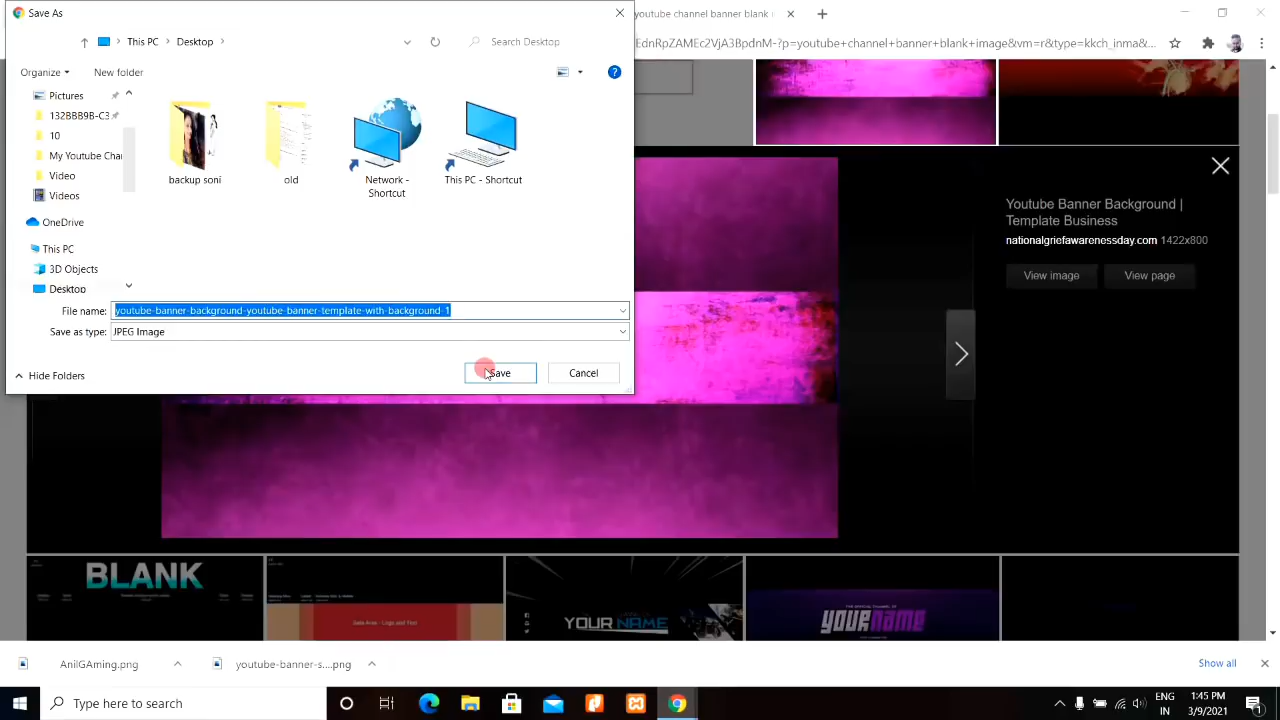 Save As
youtube channel banner blank i
This PC
Desktop
Search Desktop
EdnRpZAMEc2VjA3BpdnM-?p=youtube+channel+banner+blank+image&vm=r&type=kkch_inma&...
Organize
New folder
Pictures
132BBB9B-C3
10
My Youtube Cha
Video
Videos
OneDrive
This PC
3D Objects
Desktop
backup soni
old
Network -
Shortcut
This PC - Shortcut
File name:
youtube-banner-background-youtube-banner-template-with-background-1
Save as type:
JPEG Image
Hide Folders
Save
Cancel
Youtube Banner Background |
Template Business
nationalgriefawarenessday.com 1422x800
View image
View page
BLANK
YOUR NAME
THE OFFICIAL CHANNEL OF
YOUR NAME
AnilGAming.png
youtube-banner-s....png
Show all
Type here to search
ENG
IN
1:45 PM
3/9/2021
1